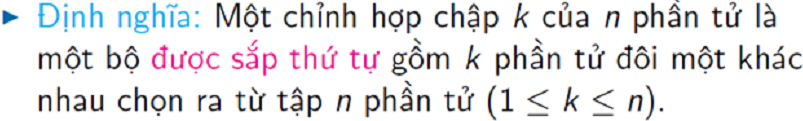 ► Định nghĩa: Một chỉnh hợp chập k của n phần tử là
một bộ được sắp thứ tự gồm k phần tử đôi một khác
nhau chọn ra từ tập n phần tử (1 ≤ k ≤ n).